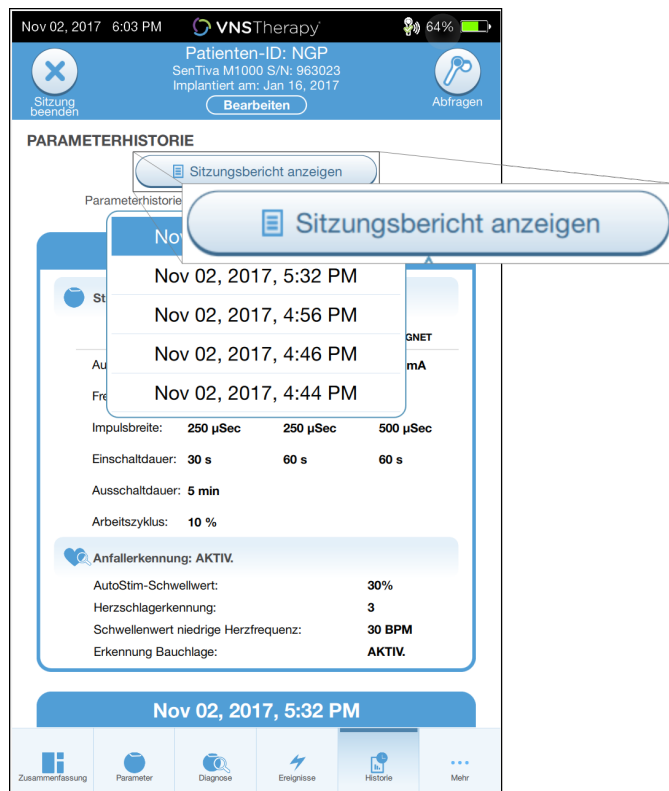 Nov 02, 2017 6:03 PM VNSTherapy 64%
Patienten-ID: NGP
SenTiva M1000 S/N: 963023
Implantiert am: Jan 16, 2017
Bearbeiten
Sitzung
beenden
Abfragen
PARAMETERHISTORIE
Sitzungsbericht anzeigen
Parameterhistorie
Sitzungsbericht anzeigen
Nov 02, 2017, 5:32 PM
Nov 02, 2017, 4:56 PM
Nov 02, 2017, 4:46 PM
Nov 02, 2017, 4:44 PM
mA
Impulsbreite: 250 µSec 250 µSec 500 µSec
Einschaltdauer: 30 s 60 s 60 s
Ausschaltdauer: 5 min
Arbeitszyklus: 10 %
Anfallerkennung: AKTIV.
AutoStim-Schwellwert: 30%
Herzschlagerkennung: 3
Schwellenwert niedrige Herzfrequenz: 30 BPM
Erkennung Bauchlage: AKTIV.
Nov 02, 2017, 5:32 PM
Zusammenfassung Parameter Diagnose Ereignisse Historie Mehr